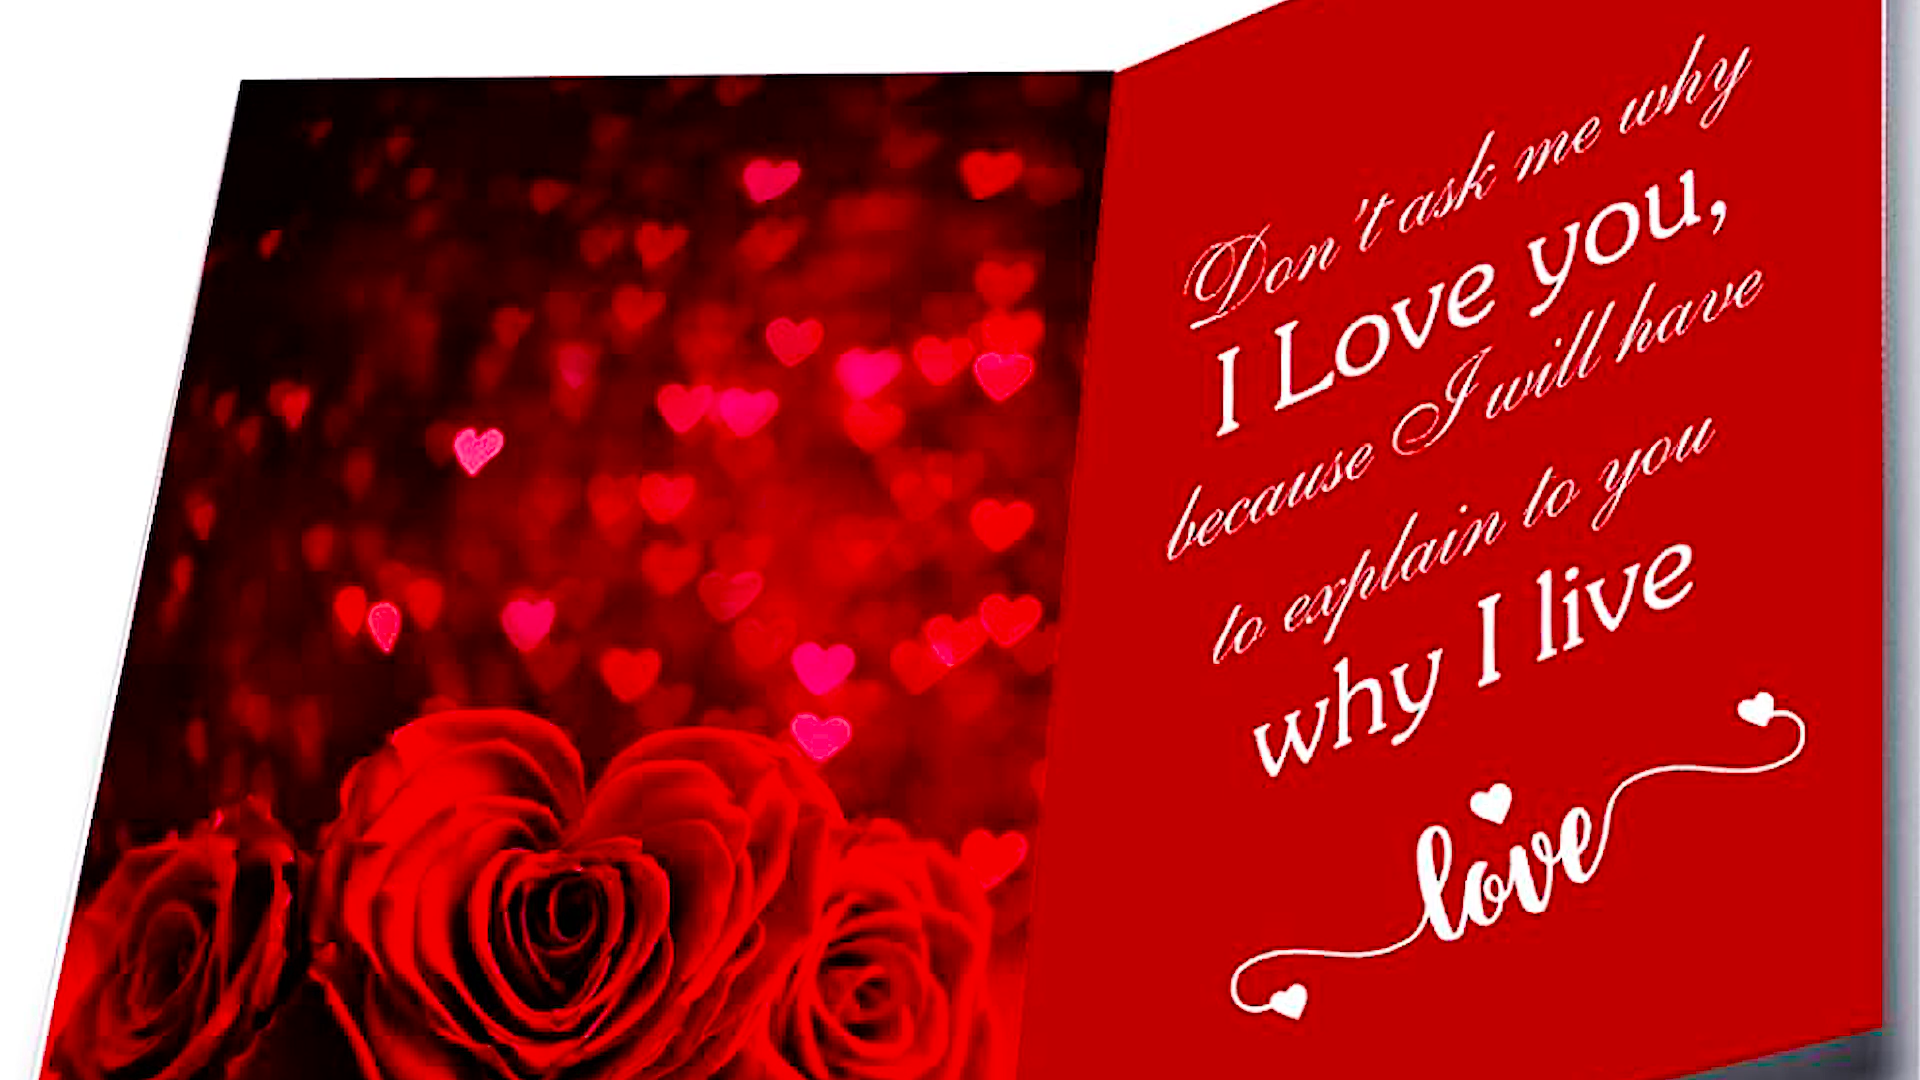 Don't ask me why
I Love you,
because I will have
to explain to you
why I live
love